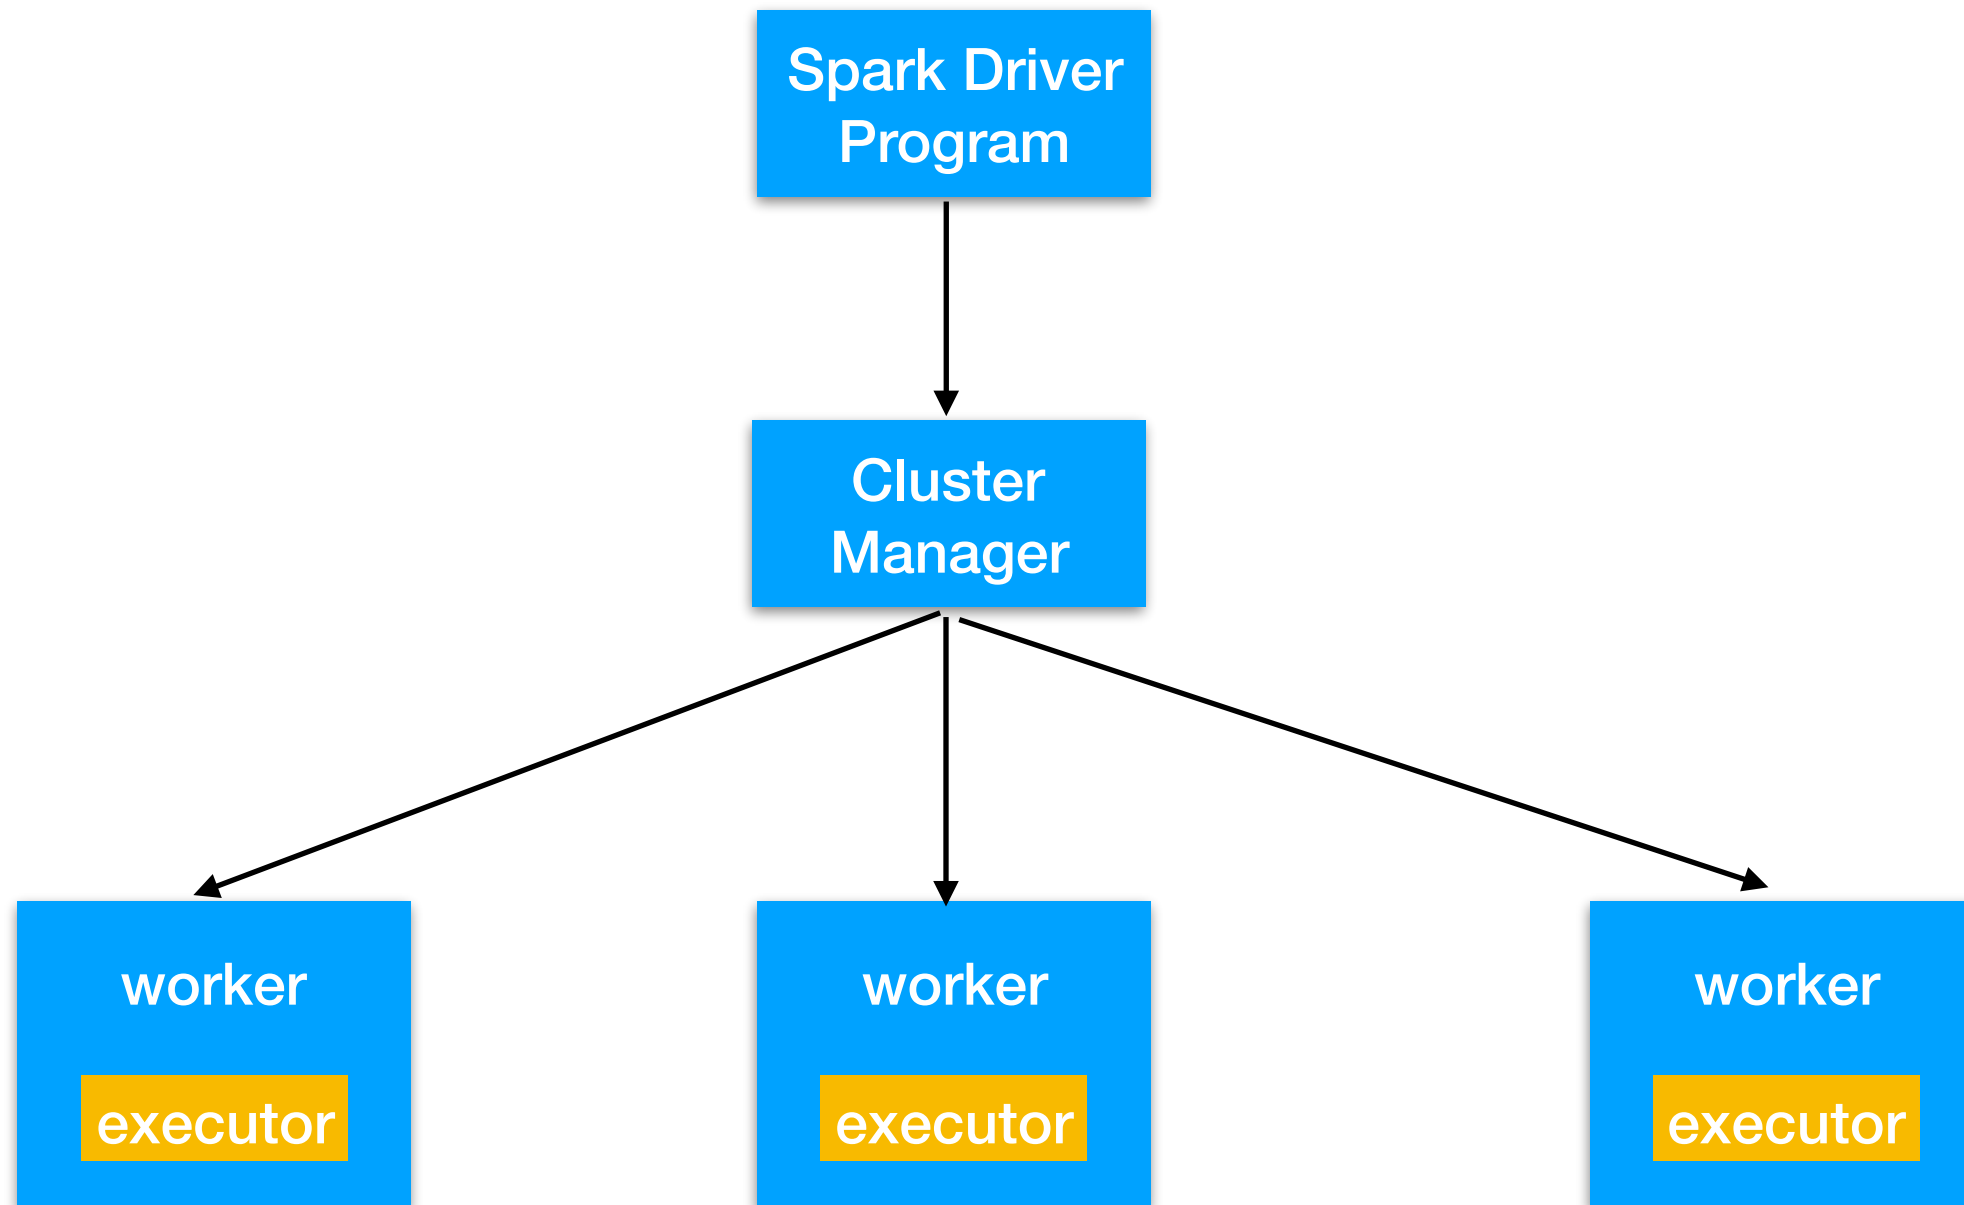 Spark Driver
Program
Cluster
Manager
worker
worker
worker
executor
executor
executor